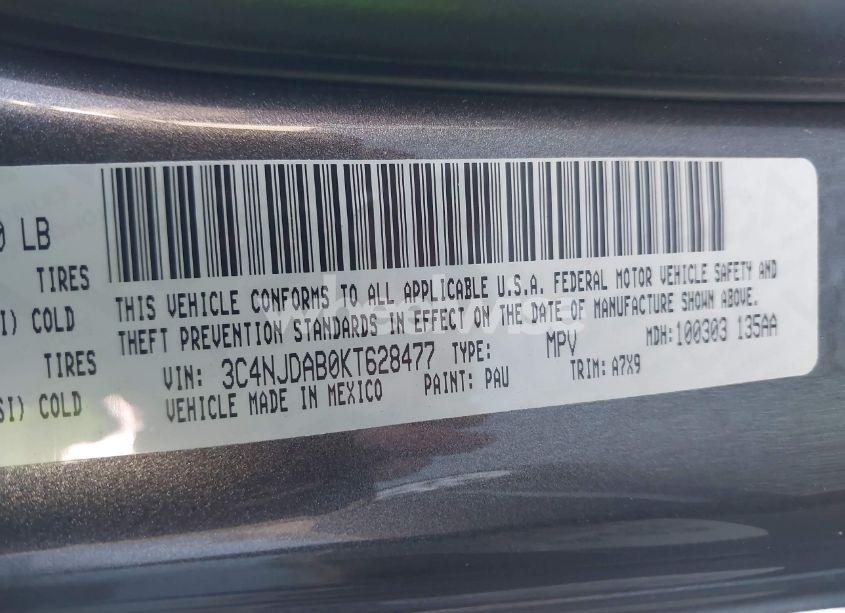 0 LB
TIRES
SI) COLD
TIRES
SI) COLD
THIS VEHICLE CONFORMS TO ALL APPLICABLE U.S.A. FEDERAL MOTOR VEHICLE SAFETY AND
THEFT PREVENTION STANDARDS IN EFFECT ON THE DATE OF MANUFACTURE SHOWN ABOVE.
VIN: 3C4NJDAB0KT628477 TYPE: MPV MDH:100303 135AA
VEHICLE MADE IN MEXICO PAINT: PAU TRIM: A7X9